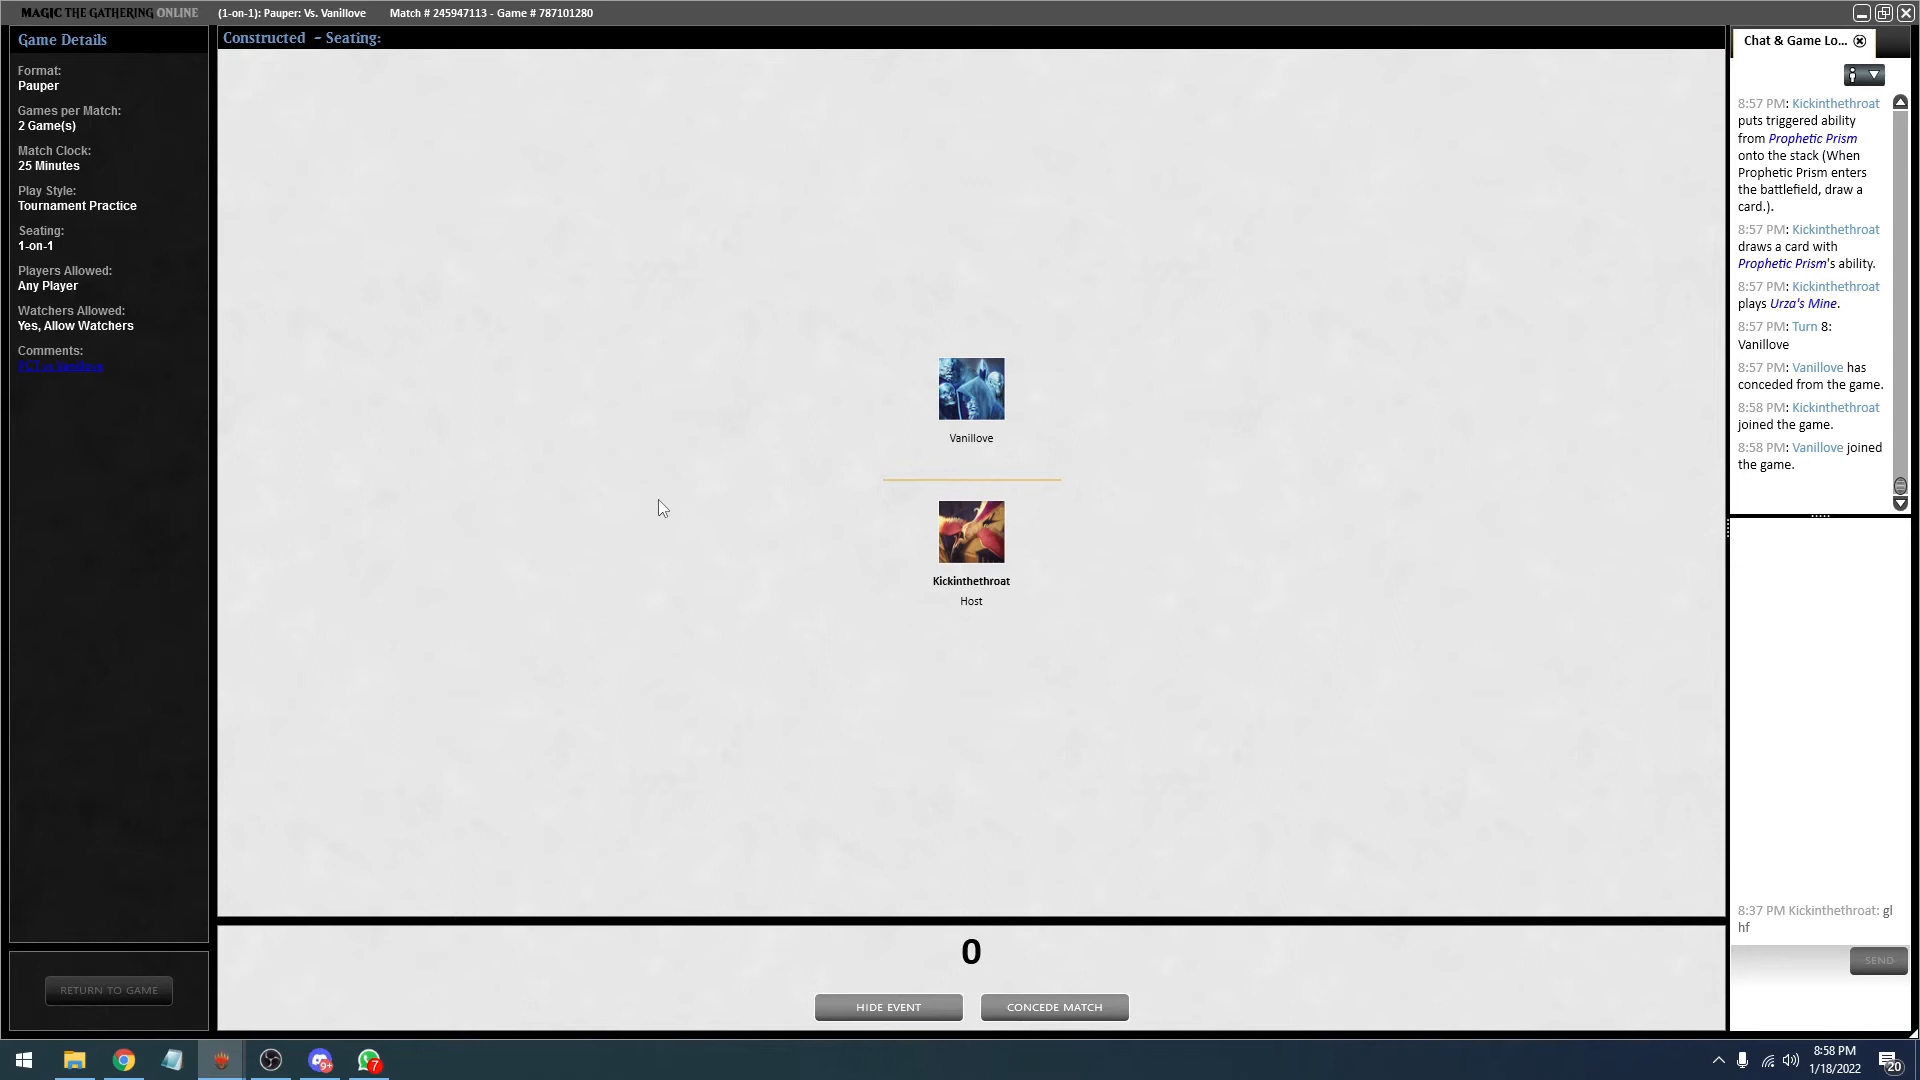 MAGIC THE GATHERING ONLINE (1-on-1): Pauper: Vs. Vanillove Match # 245947113 - Game # 787101280
Game Details
Format:
Pauper
Games per Match:
2 Game(s)
Match Clock:
25 Minutes
Play Style:
Tournament Practice
Seating:
1-on-1
Players Allowed:
Any Player
Watchers Allowed:
Yes, Allow Watchers
Comments:
RETURN TO GAME
Constructed - Seating:
Vanillove
Kickinthethroat
Host
0
HIDE EVENT
CONCEDE MATCH
Chat & Game Lo...
8:57 PM: Kickinthethroat
puts triggered ability
from Prophetic Prism
onto the stack (When
Prophetic Prism enters
the battlefield, draw a
card.).
8:57 PM: Kickinthethroat
draws a card with
Prophetic Prism's ability.
8:57 PM: Kickinthethroat
plays Urza's Mine.
8:57 PM: Turn 8:
Vanillove
8:57 PM: Vanillove has
conceded from the game.
8:58 PM: Kickinthethroat
joined the game.
8:58 PM: Vanillove joined
the game.
8:37 PM Kickinthethroat: gl
hf
SEND
9+
7
8:58 PM
1/18/2022
20